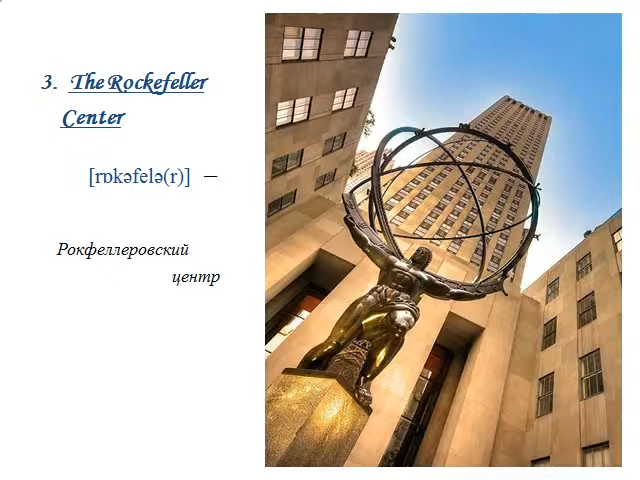 3. The Rockefeller
Center
[rɒkəfelə(r)] –
Рокфеллеровский
центр